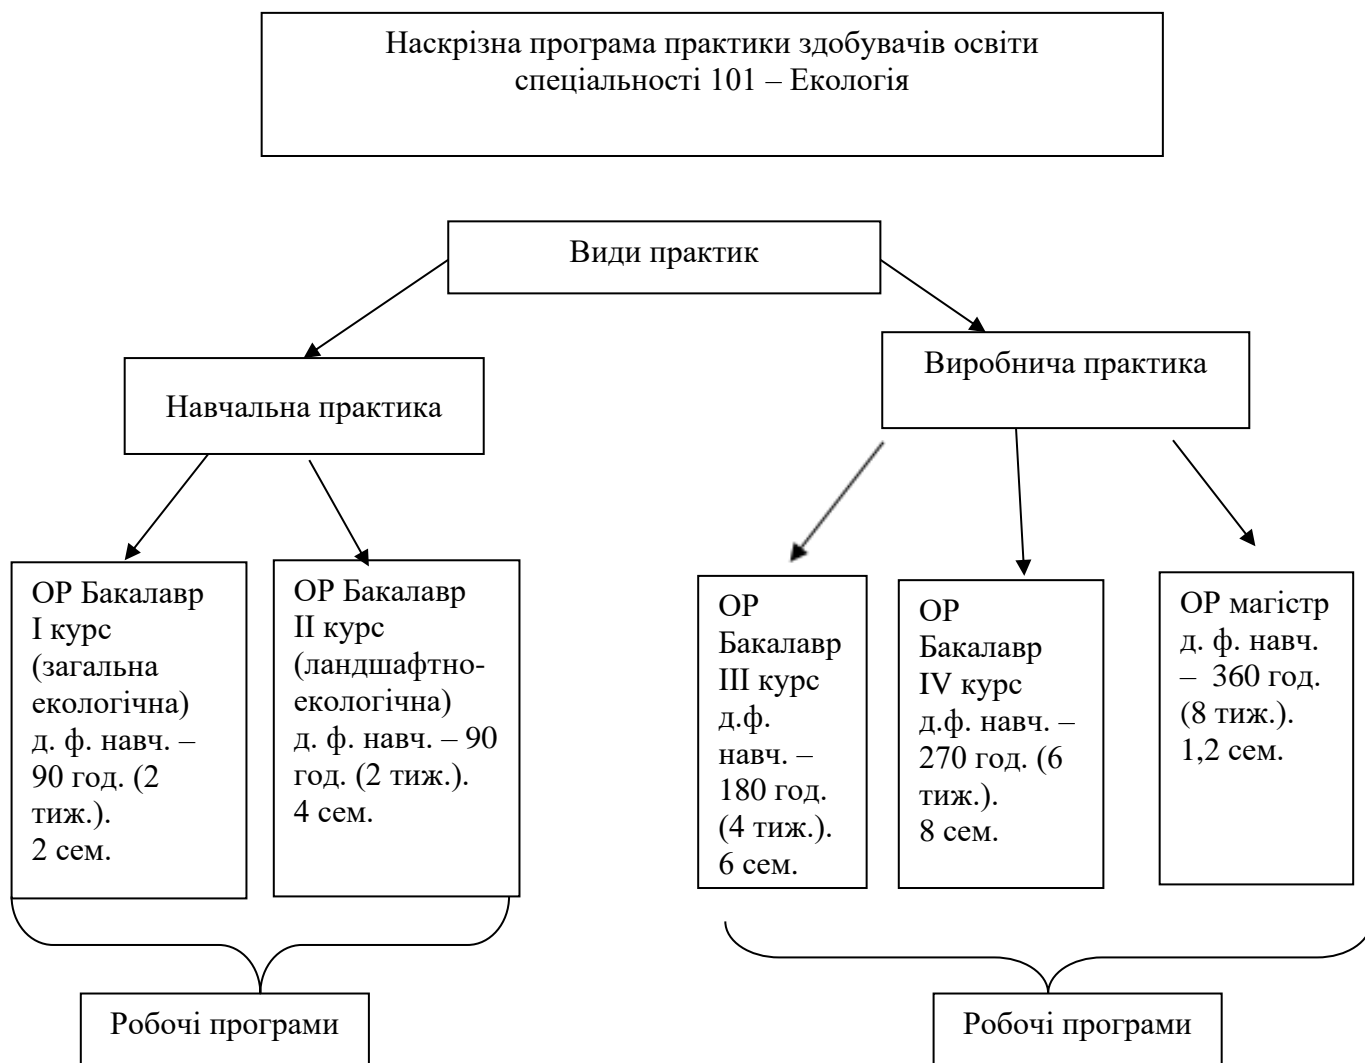 Наскрізна програма практики здобувачів освіти
спеціальності 101 – Екологія
Види практик
Навчальна практика
Виробнича практика
ОР Бакалавр
І курс
(загальна
екологічна)
д. ф. навч. –
90 год. (2
тиж.).
2 сем.
ОР Бакалавр
ІІ курс
(ландшафтно-
екологічна)
д. ф. навч. – 90
год. (2 тиж.).
4 сем.
ОР
Бакалавр
ІІІ курс
д.ф.
навч. –
180 год.
(4 тиж.).
6 сем.
ОР
Бакалавр
IV курс
д.ф. навч. –
270 год. (6
тиж.).
8 сем.
ОР магістр
д. ф. навч.
– 360 год.
(8 тиж.).
1,2 сем.
Робочі програми
Робочі програми